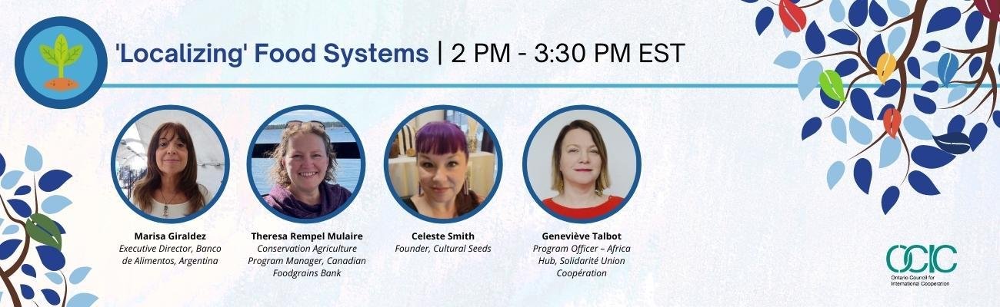 'Localizing' Food Systems | 2 PM - 3:30 PM EST
Marisa Giraldez
Executive Director, Banco
de Alimentos, Argentina
Theresa Rempel Mulaire
Conservation Agriculture
Program Manager, Canadian
Foodgrains Bank
Celeste Smith
Founder, Cultural Seeds
Geneviève Talbot
Program Officer – Africa
Hub, Solidarité Union
Coopération
OCIC
Ontario Council for
International Cooperation